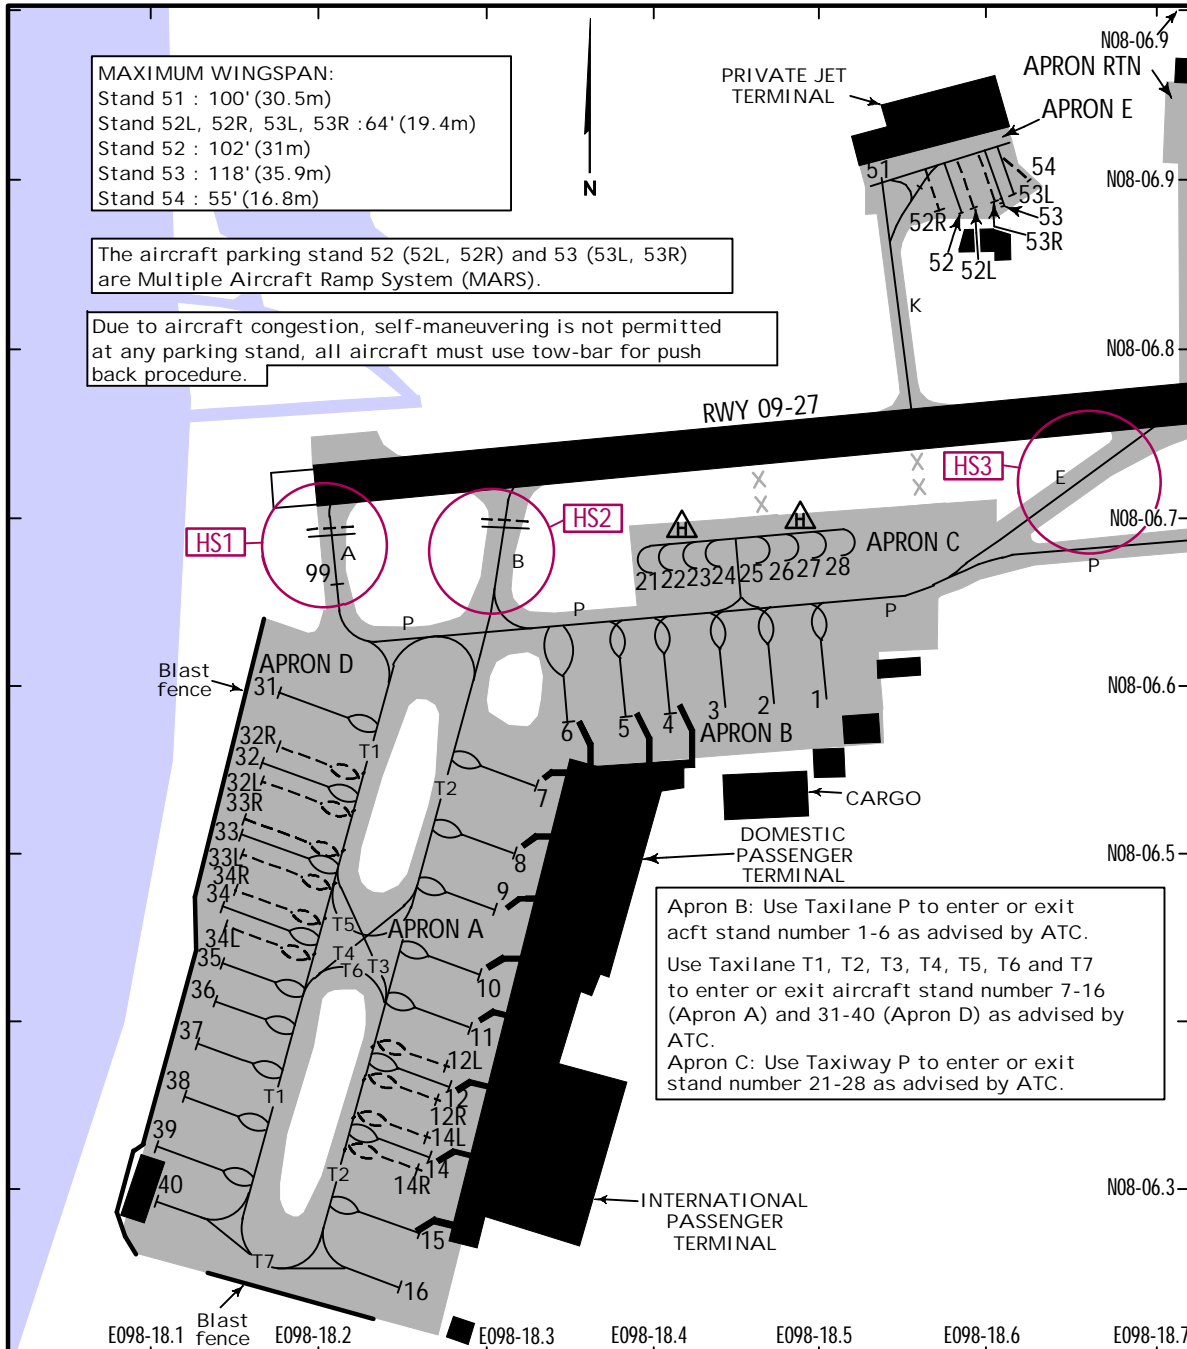 N08-06.9
APRON RTN
MAXIMUM WINGSPAN:
Stand 51 : 100' (30.5m)
Stand 52L, 52R, 53L, 53R :64' (19.4m)
Stand 52 : 102' (31m)
Stand 53 : 118' (35.9m)
Stand 54 : 55' (16.8m)
PRIVATE JET
TERMINAL
APRON E
N
51
54
N08-06.9
53L
52R
53
53R
52
52L
The aircraft parking stand 52 (52L, 52R) and 53 (53L, 53R)
are Multiple Aircraft Ramp System (MARS).
K
Due to aircraft congestion, self-maneuvering is not permitted
at any parking stand, all aircraft must use tow-bar for push
back procedure.
N08-06.8
RWY 09-27
HS3
E
HS1
HS2
H
H
N08-06.7
A
B
APRON C
99
21
22
23
24
25
26
27
28
P
P
P
P
APRON D
Blast
fence
31
N08-06.6
1
2
3
4
5
6
APRON B
32R
32
32L
33R
33
33L
34R
34
34L
35
36
37
38
39
40
T1
T2
7
CARGO
DOMESTIC
PASSENGER
TERMINAL
N08-06.5
8
9
T5
APRON A
T4
T6
T3
10
11
Apron B: Use Taxilane P to enter or exit
acft stand number 1-6 as advised by ATC.
Use Taxilane T1, T2, T3, T4, T5, T6 and T7
to enter or exit aircraft stand number 7-16
(Apron A) and 31-40 (Apron D) as advised by
ATC.
Apron C: Use Taxiway P to enter or exit
stand number 21-28 as advised by ATC.
12L
12
12R
14L
14
14R
T1
T2
N08-06.3
INTERNATIONAL
PASSENGER
TERMINAL
15
T7
16
Blast
fence
E098-18.1
E098-18.2
E098-18.3
E098-18.4
E098-18.5
E098-18.6
E098-18.7